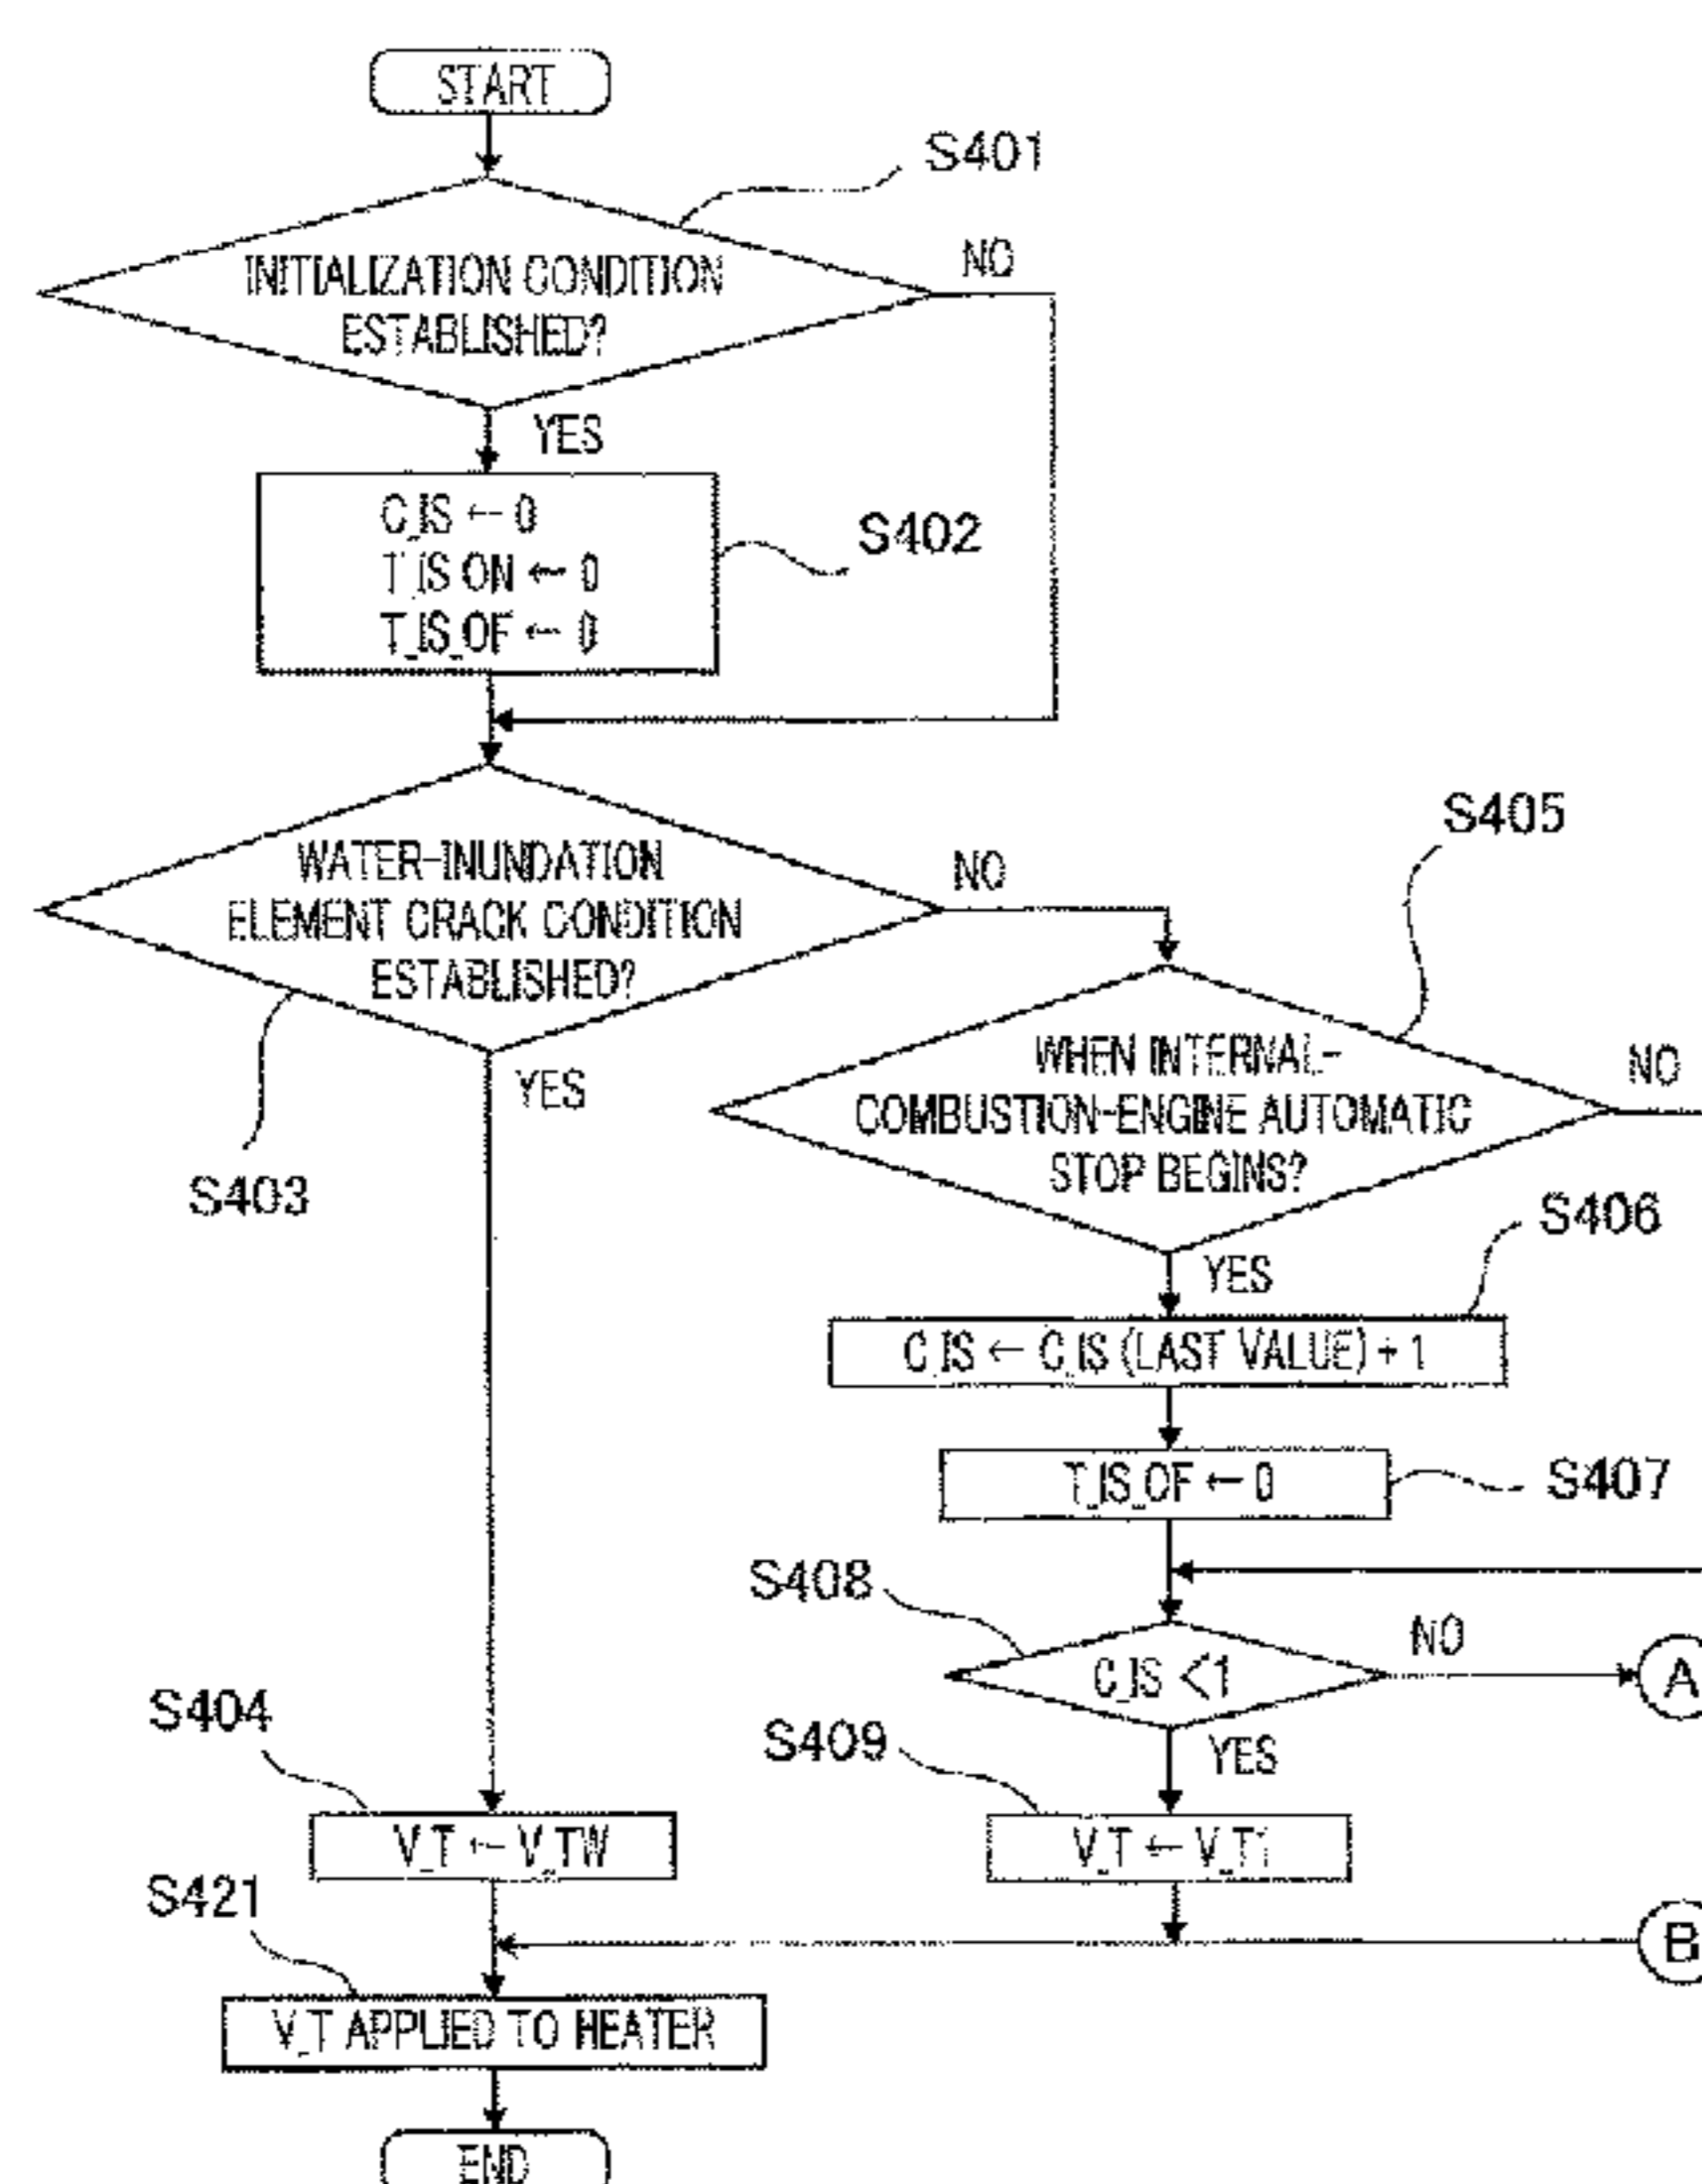 START
S401
INITIALIZATION CONDITION
ESTABLISHED?
NO
YES
C_IS ← 0
T_IS ON ← 0
T_IS_OF ← 0
S402
WATER-INUNDATION
ELEMENT CRACK CONDITION
ESTABLISHED?
NO
YES
S403
S405
WHEN INTERNAL-
COMBUSTION-ENGINE AUTOMATIC
STOP BEGINS?
NO
YES
S406
C_IS ← C_IS (LAST VALUE) + 1
T_IS_OF ← 0
S407
S408
C_IS <1
NO
A
YES
S404
V_T ← V_TW
S409
V_T ← V_T1
S421
B
V_T APPLIED TO HEATER
END